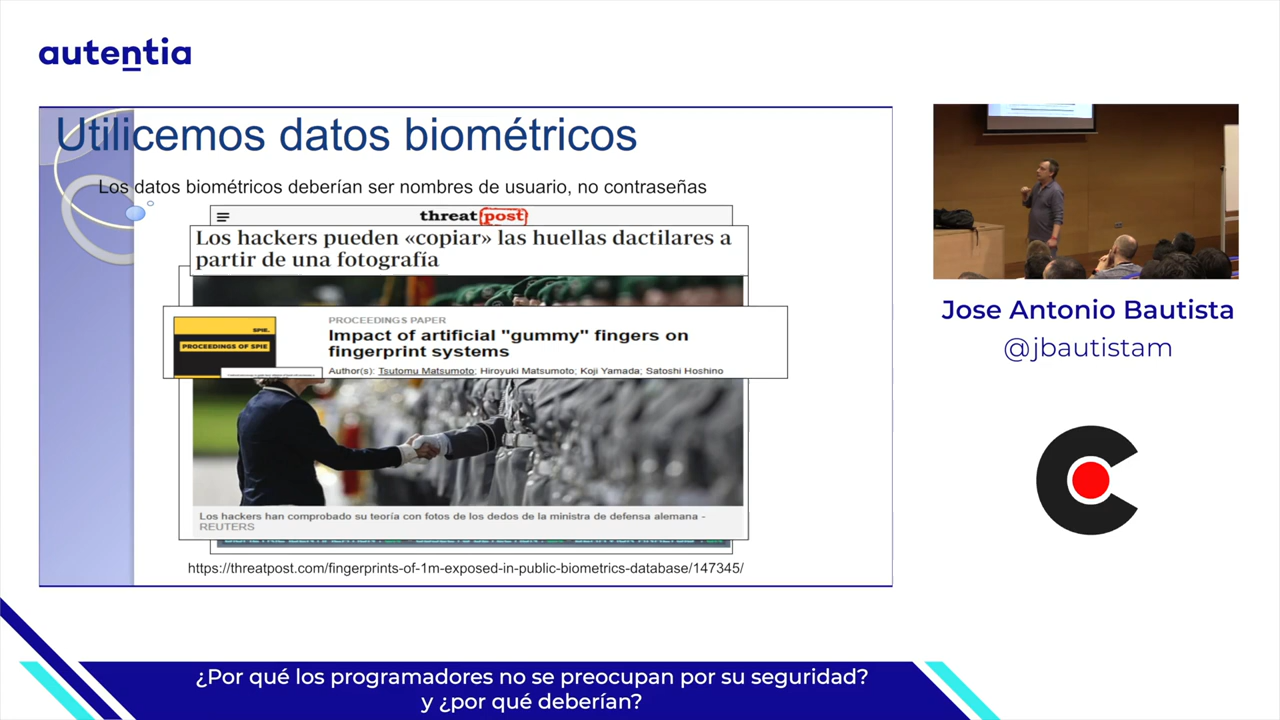 autentia
Utilicemos datos biométricos
Los datos biométricos deberían ser nombres de usuario, no contraseñas
threatpost
Los hackers pueden «copiar» las huellas dactilares a
partir de una fotografía
SPIE.
PROCEEDINGS OF SPIE
PROCEEDINGS PAPER
Impact of artificial "gummy" fingers on
fingerprint systems
Author(s): Tsutomu Matsumoto; Hiroyuki Matsumoto; Koji Yamada; Satoshi Hoshino
Los hackers han comprobado su teoría con fotos de los dedos de la ministra de defensa alemana -
REUTERS
https://threatpost.com/fingerprints-of-1m-exposed-in-public-biometrics-database/147345/
Jose Antonio Bautista
@jbautistam
¿Por qué los programadores no se preocupan por su seguridad?
y ¿por qué deberían?